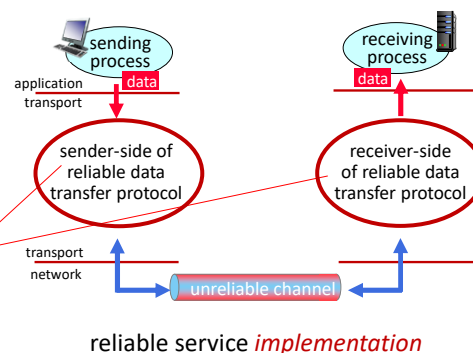 sending
process
data
receiving
process
data
application
transport
sender-side of
reliable data
transfer protocol
receiver-side
of reliable data
transfer protocol
transport
network
unreliable channel
reliable service implementation